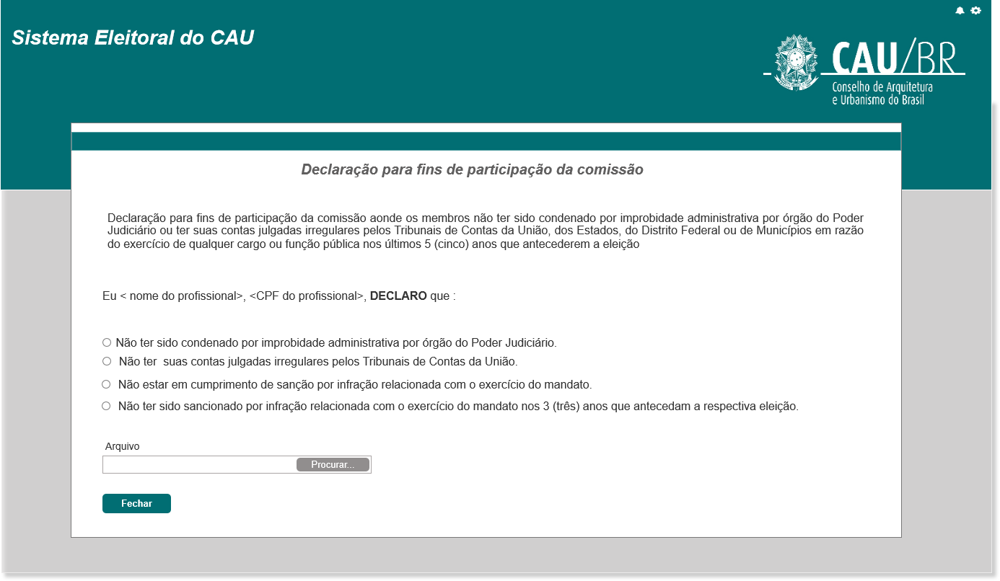 Sistema Eleitoral do CAU
CAU/BR
Conselho de Arquitetura
e Urbanismo do Brasil
Declaração para fins de participação da comissão
Declaração para fins de participação da comissão aonde os membros não ter sido condenado por improbidade administrativa por órgão do Poder
Judiciário ou ter suas contas julgadas irregulares pelos Tribunais de Contas da União, dos Estados, do Distrito Federal ou de Municípios em razão
do exercício de qualquer cargo ou função pública nos últimos 5 (cinco) anos que antecederem a eleição
Eu < nome do profissional>, <CPF do profissional>, DECLARO que :
Não ter sido condenado por improbidade administrativa por órgão do Poder Judiciário.
Não ter  suas contas julgadas irregulares pelos Tribunais de Contas da União.
Não estar em cumprimento de sanção por infração relacionada com o exercício do mandato.
Não ter sido sancionado por infração relacionada com o exercício do mandato nos 3 (três) anos que antecedam a respectiva eleição.
Arquivo
Procurar...
Fechar